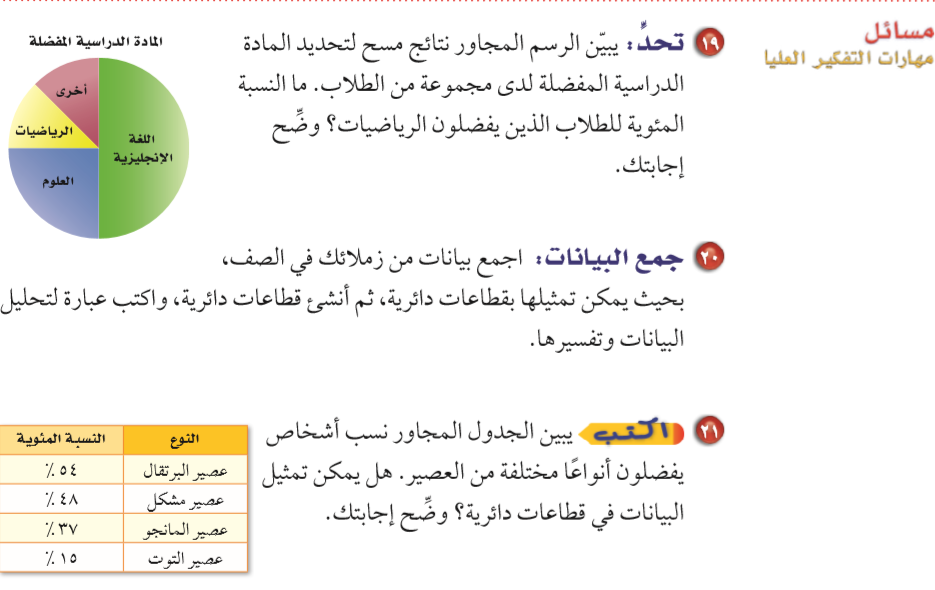 مسائل
مهارات التفكير العليا
١٩ تحدٍّ: يبيّن الرسم المجاور نتائج مسح لتحديد المادة
الدراسية المفضلة لدى مجموعة من الطلاب. ما النسبة
المئوية للطلاب الذين يفضلون الرياضيات؟ وضِّح
إجابتك.
المادة الدراسية المفضلة
أخرى
الرياضيات
اللغة
الإنجليزية
العلوم
٢٠ جمع البيانات: اجمع بيانات من زملائك في الصف،
بحيث يمكن تمثيلها بقطاعات دائرية، ثم أنشئ قطاعات دائرية، واكتب عبارة لتحليل
البيانات وتفسيرها.
٢١ اكتب يبين الجدول المجاور نسب أشخاص
يفضلون أنواعًا مختلفة من العصير. هل يمكن تمثيل
البيانات في قطاعات دائرية؟ وضِّح إجابتك.
النوع النسبة المئوية
عصير البرتقال ٥٤ ٪
عصير مشكل ٤٨ ٪
عصير المانجو ٣٧ ٪
عصير التوت ١٥ ٪